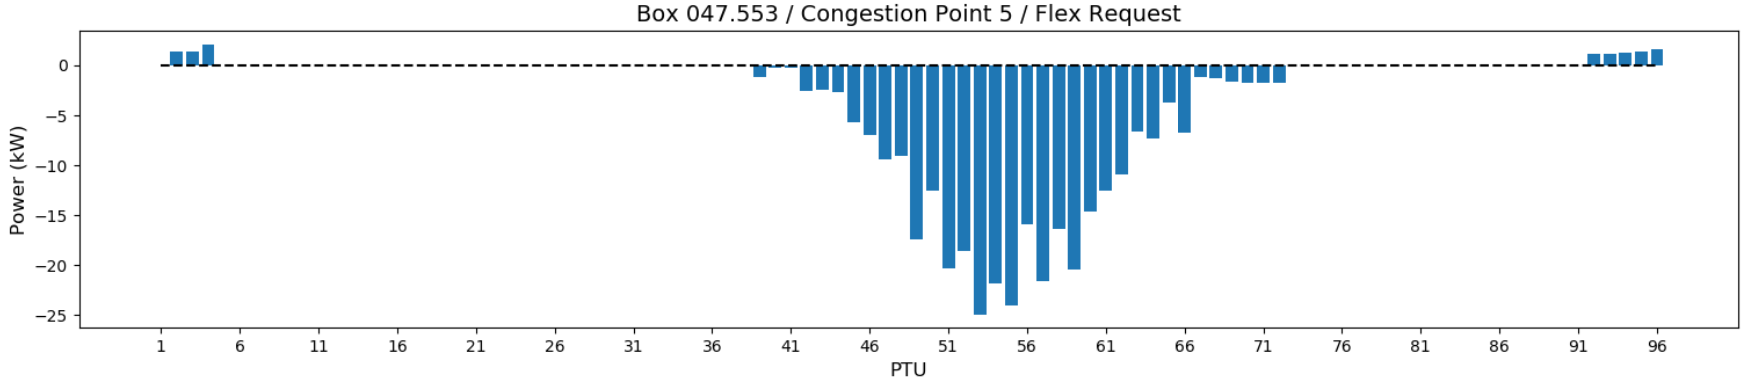 Box 047.553 / Congestion Point 5 / Flex Request
Power (kW)
0
−5
−10
−15
−20
−25
1 6 11 16 21 26 31 36 41 46 51 56 61 66 71 76 81 86 91 96
PTU